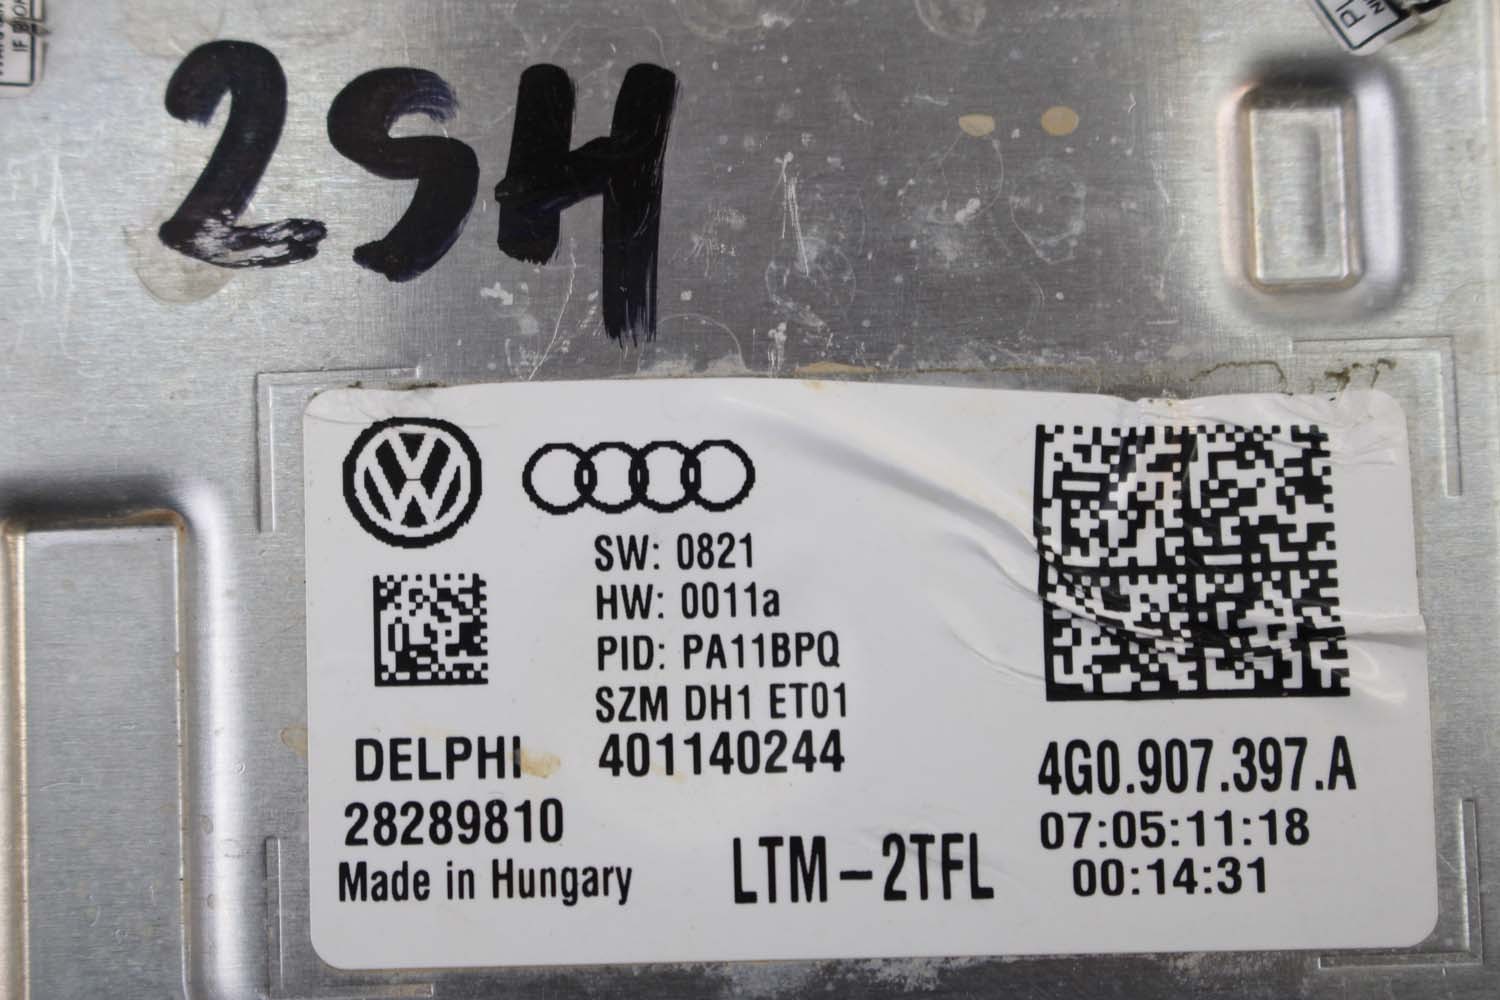 2SH
SW: 0821
HW: 0011a
PID: PA11BPQ
SZM DH1 ET01
DELPHI 401140244
28289810
Made in Hungary
LTM-2TFL
4G0.907.397.A
07:05:11:18
00:14:31